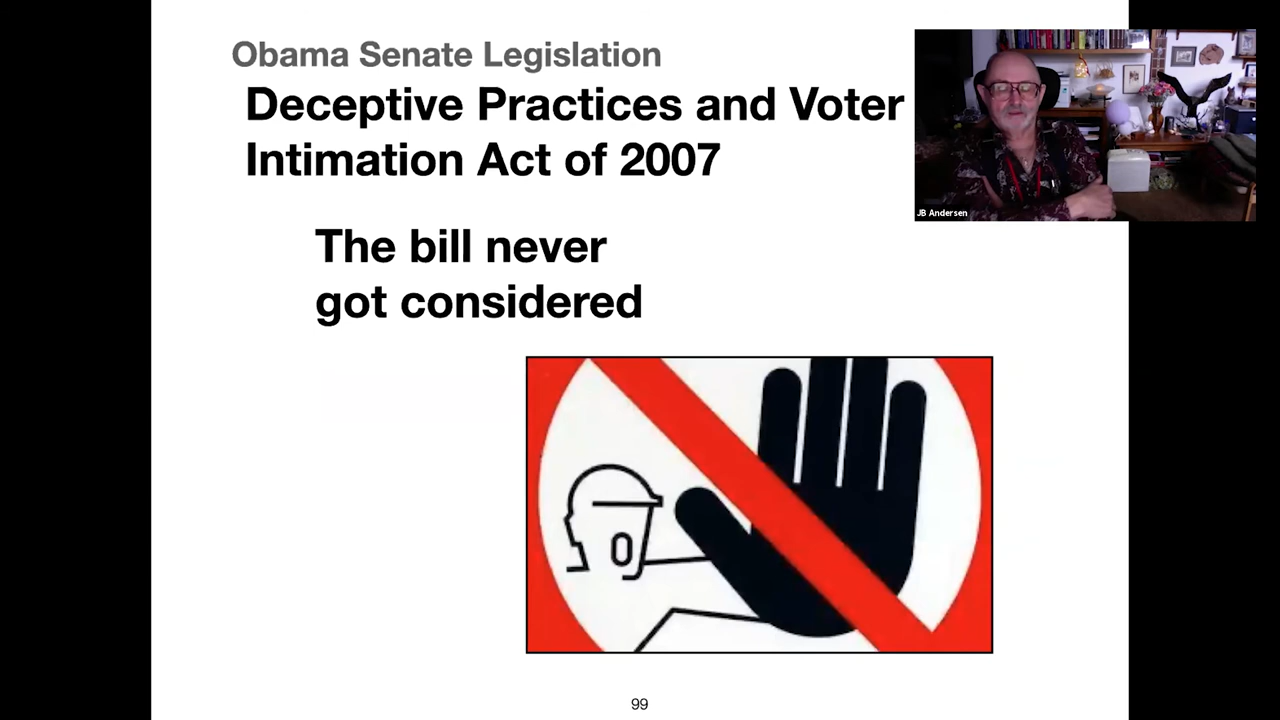 Obama Senate Legislation
Deceptive Practices and Voter
Intimation Act of 2007
JB Andersen
The bill never
got considered
99